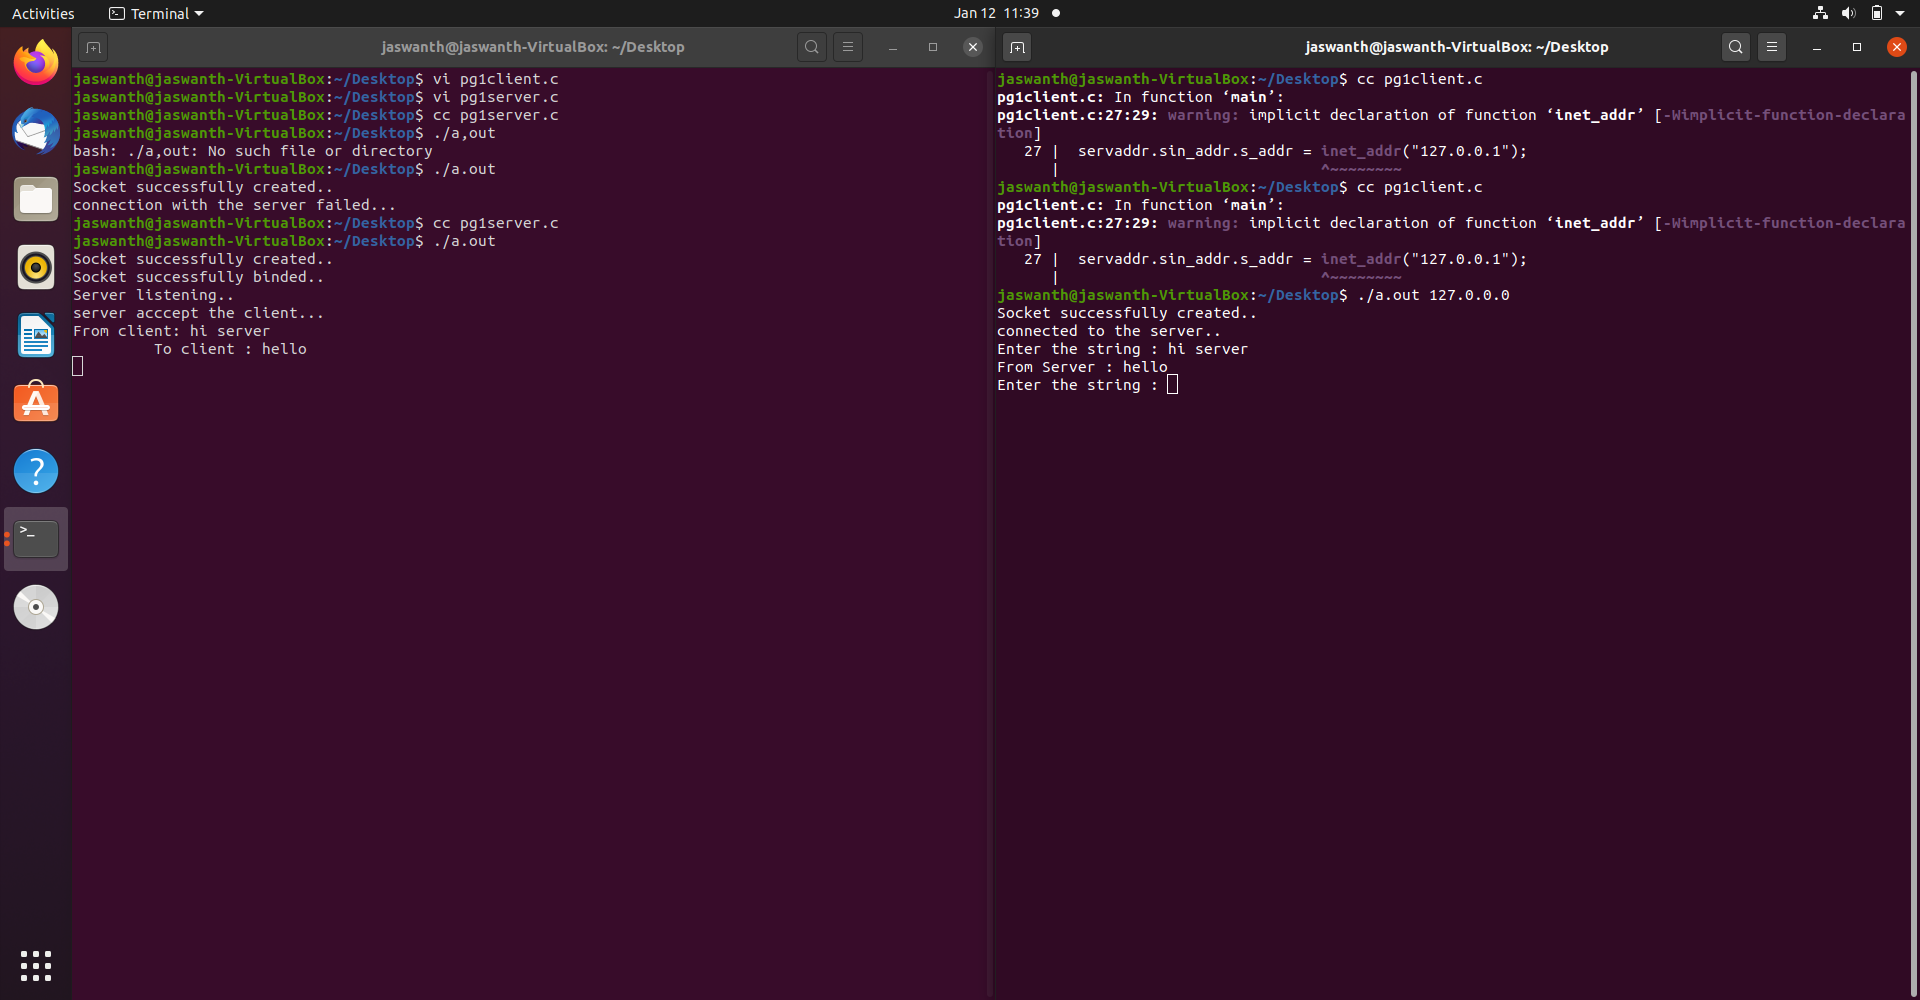 Activities Terminal Jan 12 11:39
jaswanth@jaswanth-VirtualBox: ~/Desktop
jaswanth@jaswanth-VirtualBox:~/Desktop$ vi pg1client.c
jaswanth@jaswanth-VirtualBox:~/Desktop$ vi pg1server.c
jaswanth@jaswanth-VirtualBox:~/Desktop$ cc pg1server.c
jaswanth@jaswanth-VirtualBox:~/Desktop$ ./a,out
bash: ./a,out: No such file or directory
jaswanth@jaswanth-VirtualBox:~/Desktop$ ./a.out
Socket successfully created..
connection with the server failed...
jaswanth@jaswanth-VirtualBox:~/Desktop$ cc pg1server.c
jaswanth@jaswanth-VirtualBox:~/Desktop$ ./a.out
Socket successfully created..
Socket successfully binded..
Server listening..
server acccept the client...
From client: hi server
To client : hello
jaswanth@jaswanth-VirtualBox: ~/Desktop
jaswanth@jaswanth-VirtualBox:~/Desktop$ cc pg1client.c
pg1client.c: In function ‘main’:
pg1client.c:27:29: warning: implicit declaration of function ‘inet_addr’ [-Wimplicit-function-declara
tion]
27 | servaddr.sin_addr.s_addr = inet_addr("127.0.0.1");
| ^~~~~~~~~
jaswanth@jaswanth-VirtualBox:~/Desktop$ cc pg1client.c
pg1client.c: In function ‘main’:
pg1client.c:27:29: warning: implicit declaration of function ‘inet_addr’ [-Wimplicit-function-declara
tion]
27 | servaddr.sin_addr.s_addr = inet_addr("127.0.0.1");
| ^~~~~~~~~
jaswanth@jaswanth-VirtualBox:~/Desktop$ ./a.out 127.0.0.0
Socket successfully created..
connected to the server..
Enter the string : hi server
From Server : hello
Enter the string :